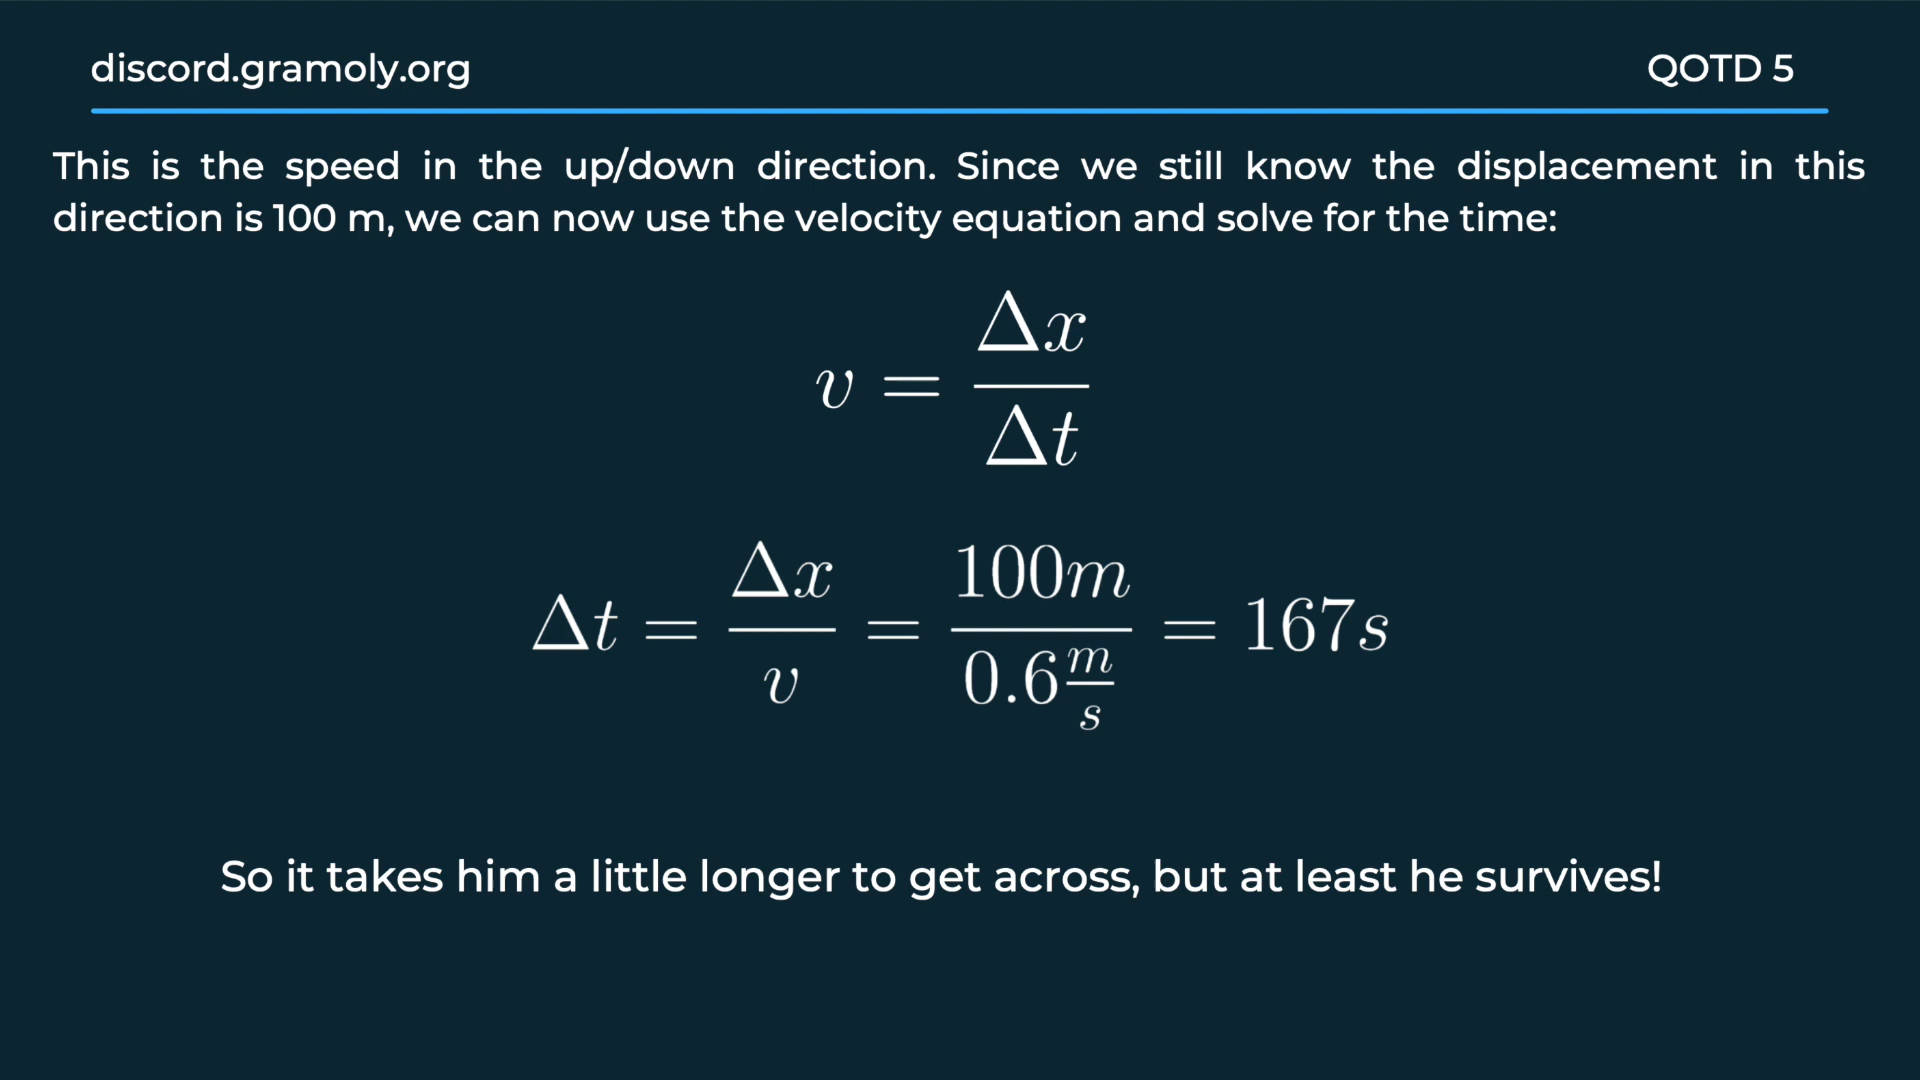 discord.gramoly.org
QOTD 5
This is the speed in the up/down direction. Since we still know the displacement in this
direction is 100 m, we can now use the velocity equation and solve for the time:
v = Δx/Δt
Δt = Δx/v = 100m/0.6 m/s = 167s
So it takes him a little longer to get across, but at least he survives!